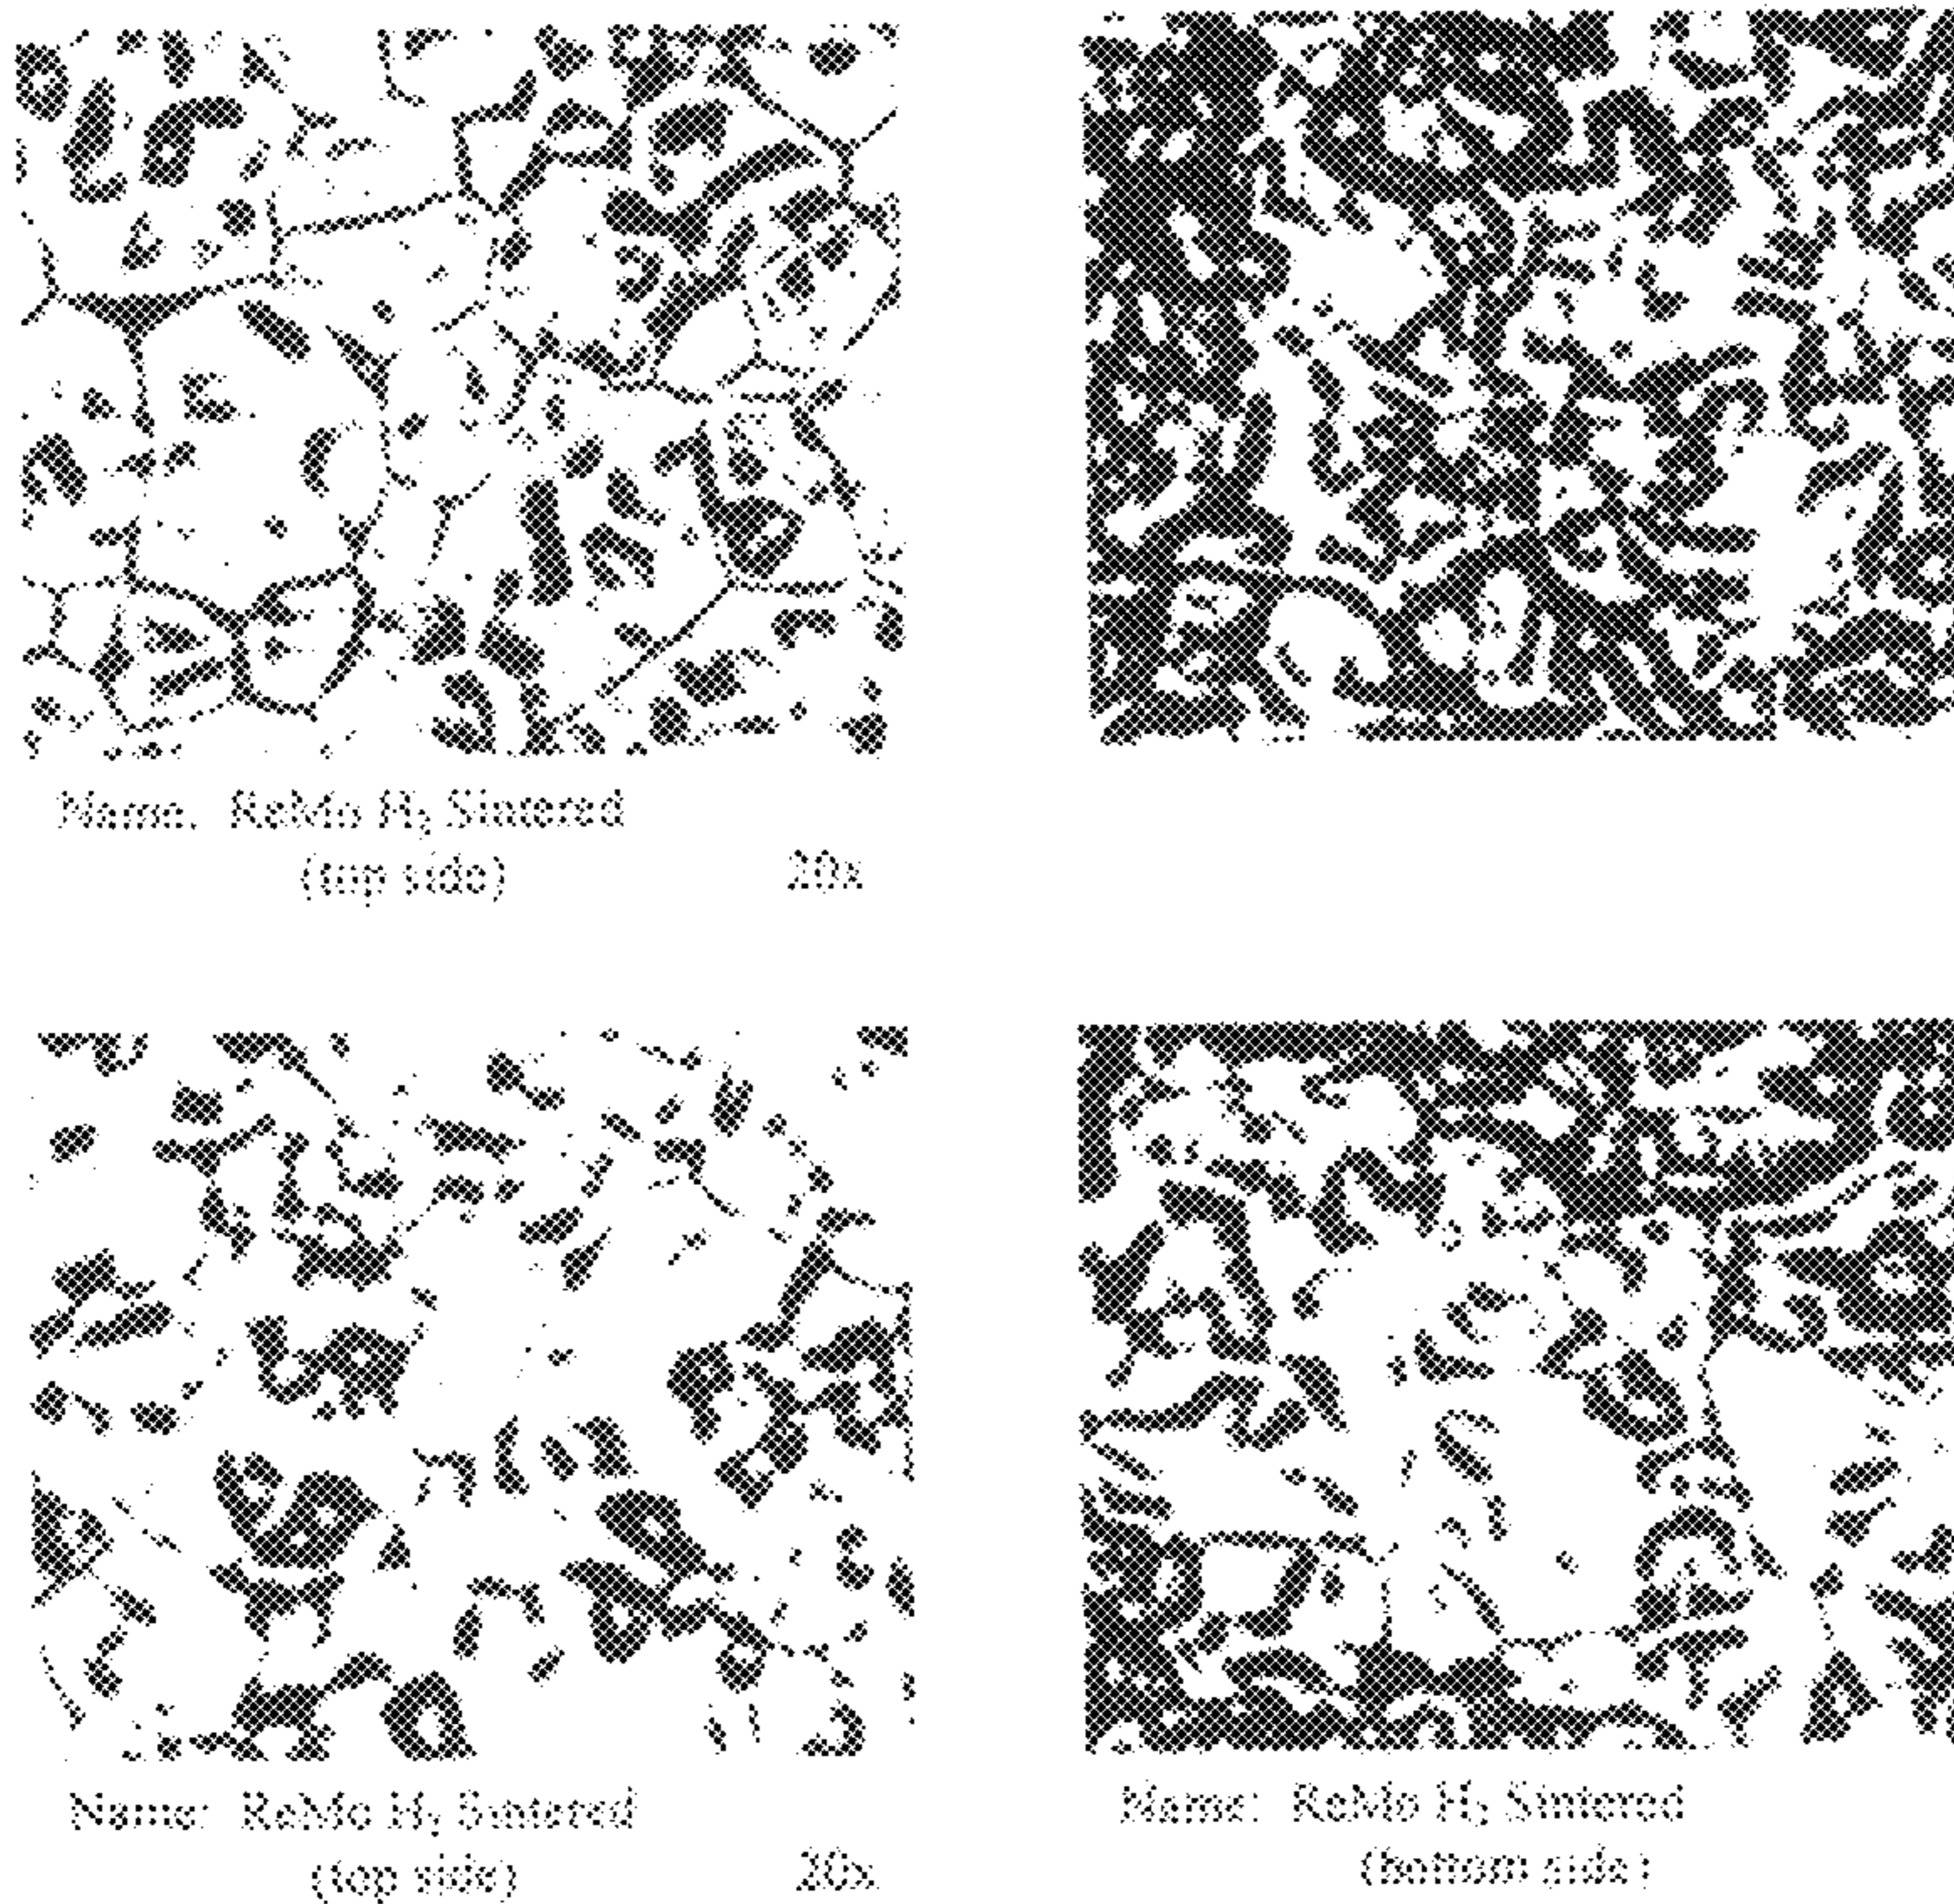 Name: ReMo H₂ Sintered
(top side) 20x
Name: ReMo H₂ Sintered
(top side) 20x
Name: ReMo H₂ Sintered
(bottom side)